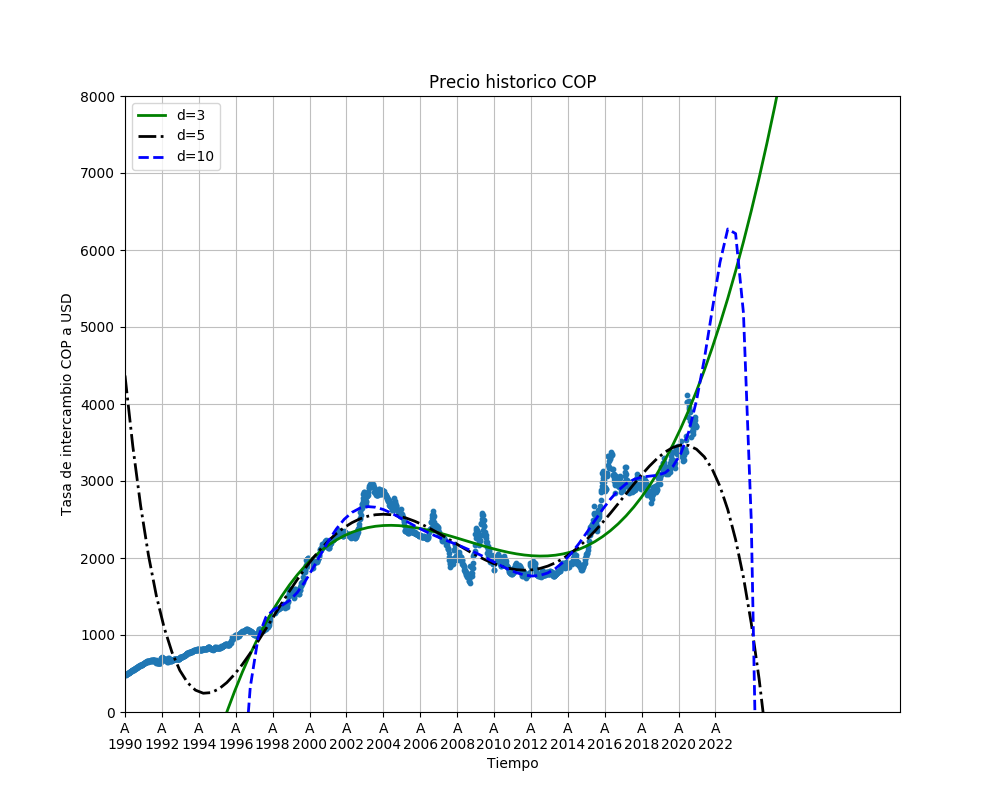 Precio historico COP
d=3
d=5
d=10
8000
7000
6000
5000
4000
3000
2000
1000
0
Tasa de intercambio COP a USD
A A A A A A A A A A A A A A A A A
1990 1992 1994 1996 1998 2000 2002 2004 2006 2008 2010 2012 2014 2016 2018 2020 2022
Tiempo